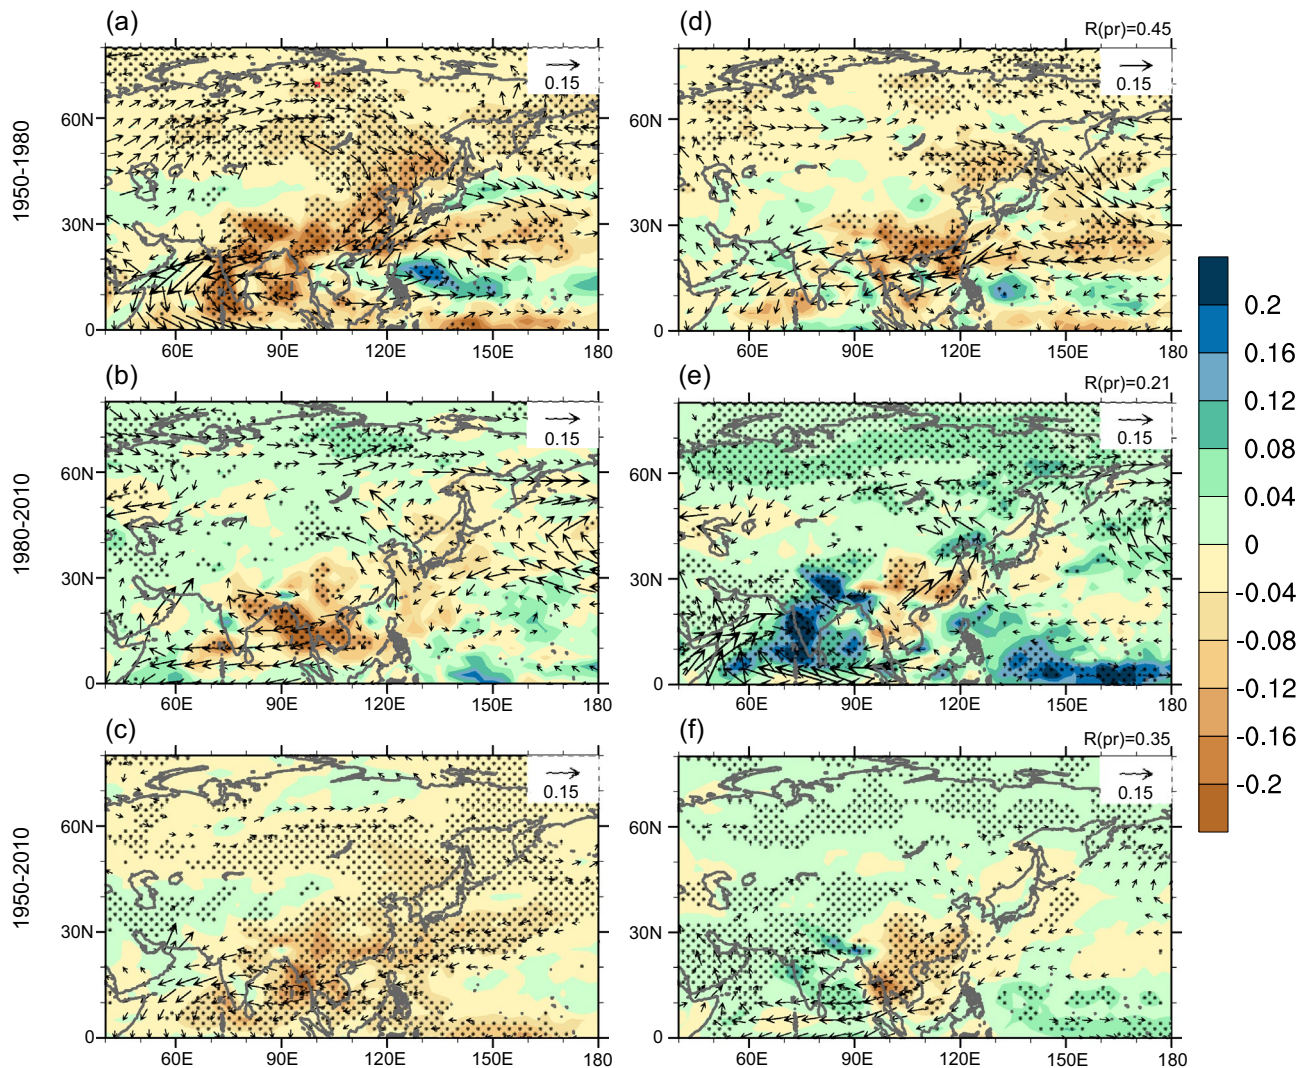 (a)
(d)
R(pr)=0.45
1950-1980
0.15
0.15
60N
60N
30N
30N
0
0
60E 90E 120E 150E 180
60E 90E 120E 150E 180
(b)
(e)
R(pr)=0.21
1980-2010
0.15
0.15
60N
60N
30N
30N
0
0
60E 90E 120E 150E 180
60E 90E 120E 150E 180
(c)
(f)
R(pr)=0.35
1950-2010
0.15
0.15
60N
60N
30N
30N
0
0
60E 90E 120E 150E 180
60E 90E 120E 150E 180
0.2
0.16
0.12
0.08
0.04
0
-0.04
-0.08
-0.12
-0.16
-0.2